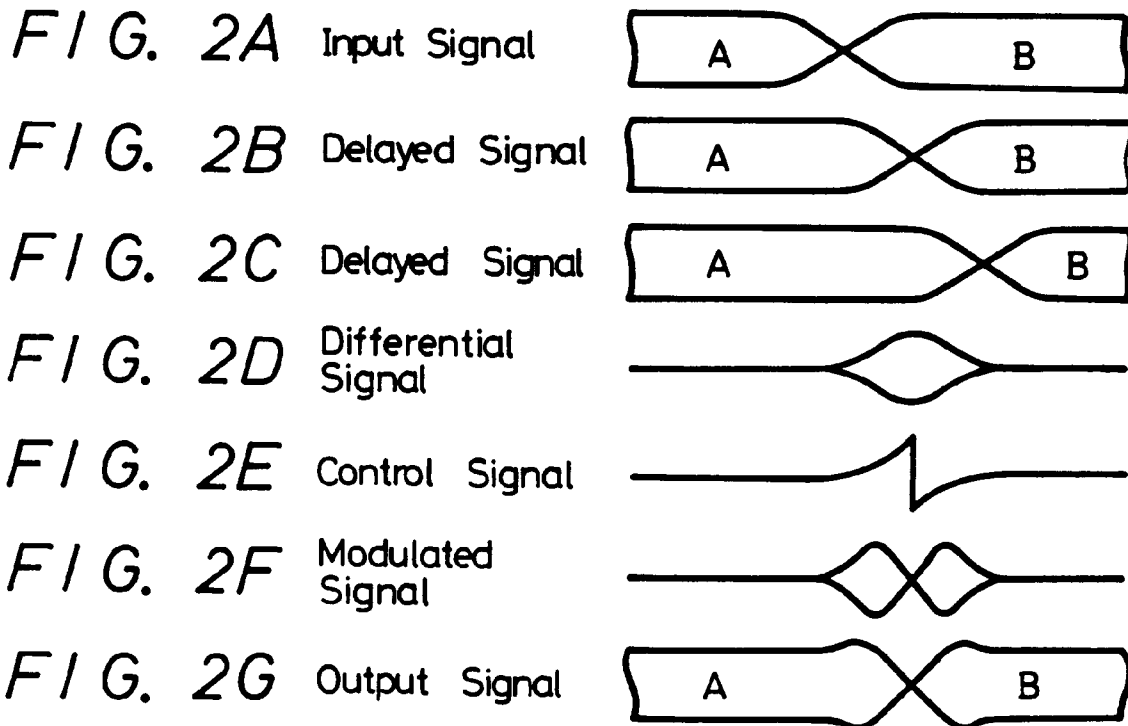 FIG. 2A Input Signal A B
FIG. 2B Delayed Signal A B
FIG. 2C Delayed Signal A B
FIG. 2D Differential
Signal
FIG. 2E Control Signal
FIG. 2F Modulated
Signal
FIG. 2G Output Signal A B